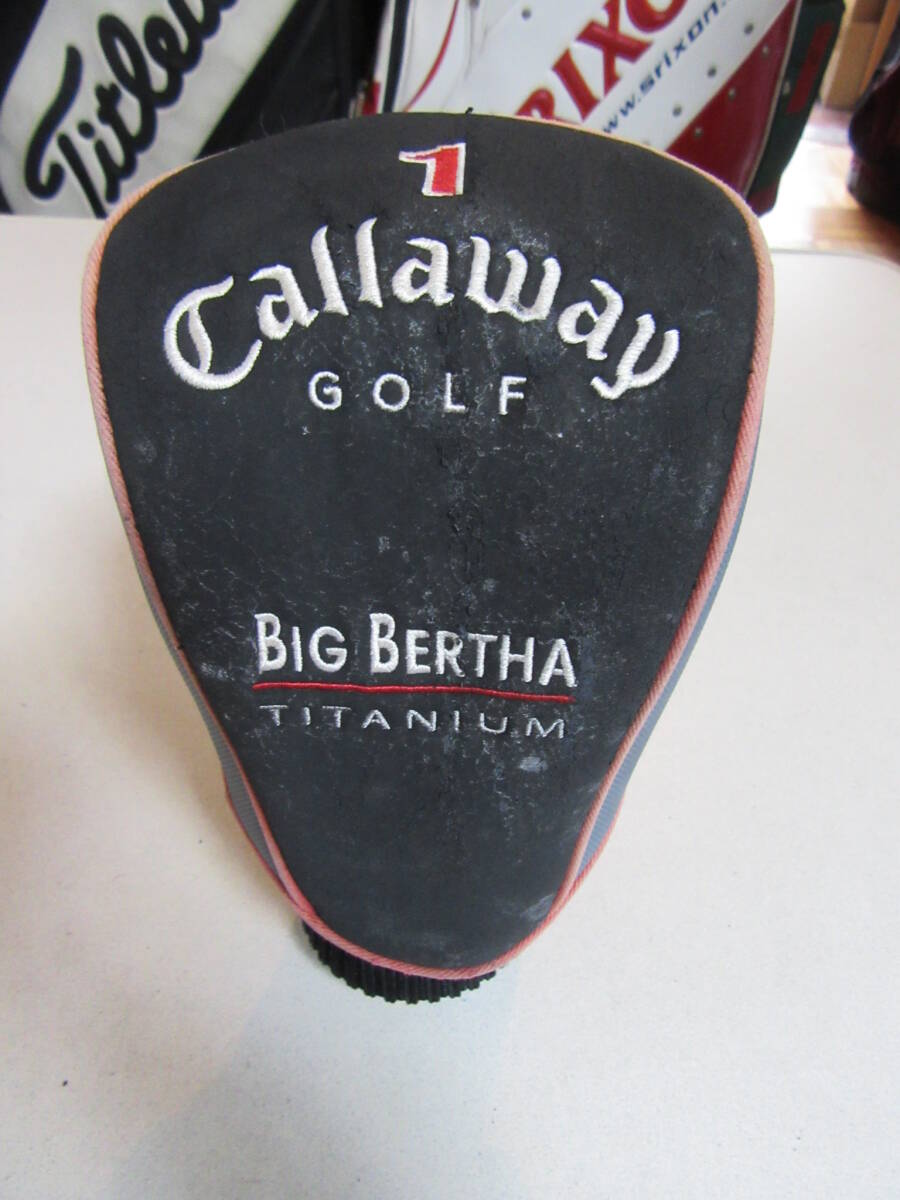 Titleist
SRIXON
www.srixon.
1
Callaway
GOLF
BIG BERTHA
TITANIUM